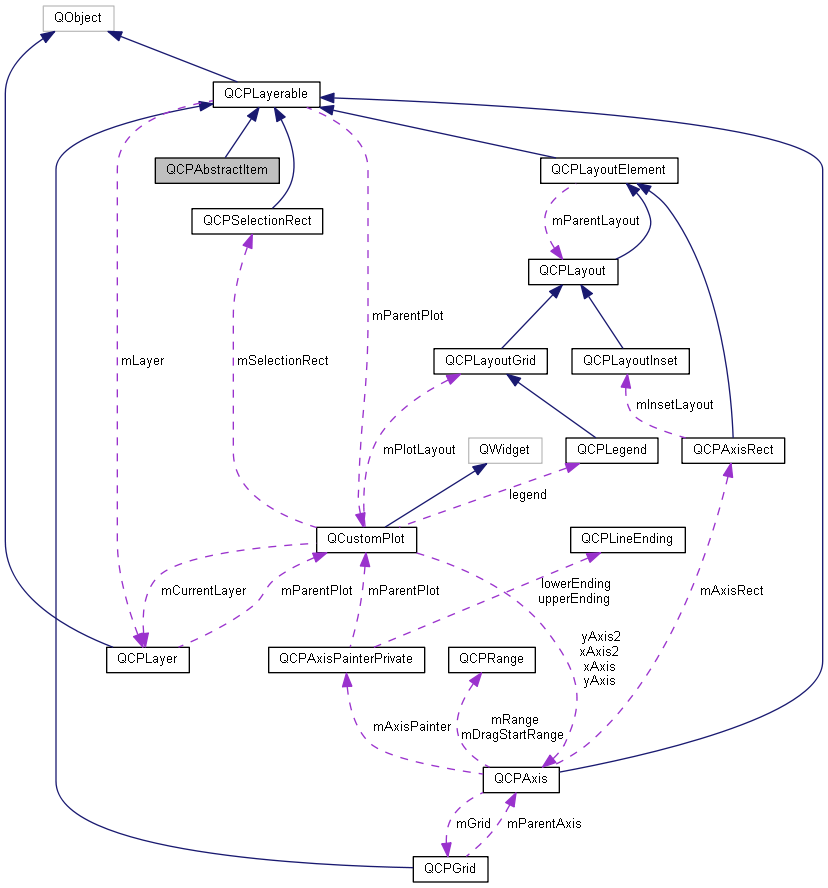 QObject
QCPLayerable
QCPAbstractItem
QCPLayoutElement
QCPSelectionRect
mParentLayout
QCPLayout
mParentPlot
mLayer
mSelectionRect
QCPLayoutGrid
QCPLayoutInset
mInsetLayout
mPlotLayout
QWidget
QCPLegend
QCPAxisRect
legend
QCustomPlot
QCPLineEnding
mCurrentLayer
mParentPlot
mParentPlot
lowerEnding
upperEnding
mAxisRect
yAxis2
xAxis2
xAxis
yAxis
QCPLayer
QCPAxisPainterPrivate
QCPRange
mAxisPainter
mRange
mDragStartRange
QCPAxis
mGrid
mParentAxis
QCPGrid